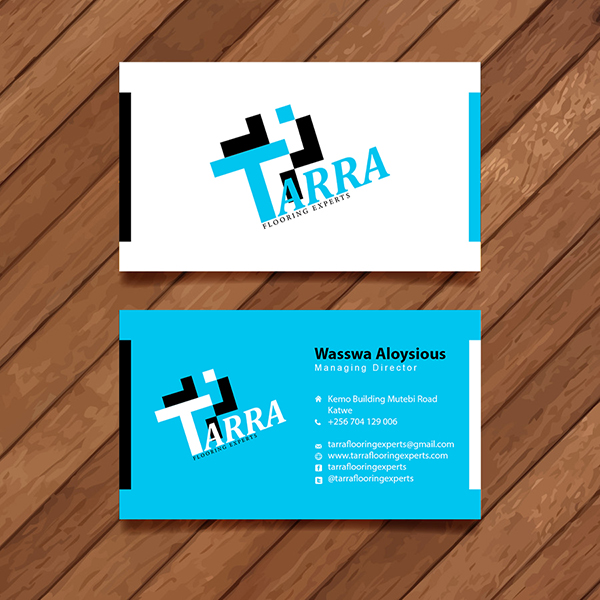 TARRA
FLOORING EXPERTS
Wasswa Aloysious
Managing Director
Kemo Building Mutebi Road
Katwe
+256 704 129 006
tarraflooringexperts@gmail.com
www.tarraflooringexperts.com
tarraflooringexperts
@tarraflooringexperts
TARRA
FLOORING EXPERTS